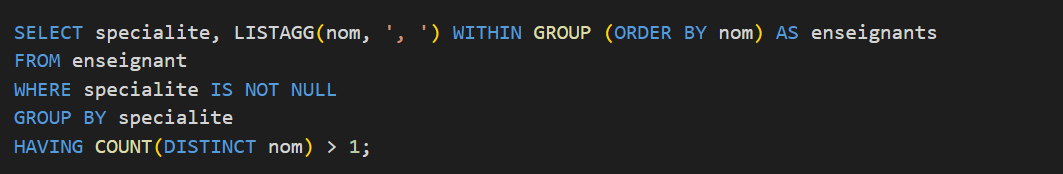 SELECT specialite, LISTAGG(nom, ', ') WITHIN GROUP (ORDER BY nom) AS enseignants
FROM enseignant
WHERE specialite IS NOT NULL
GROUP BY specialite
HAVING COUNT(DISTINCT nom) > 1;